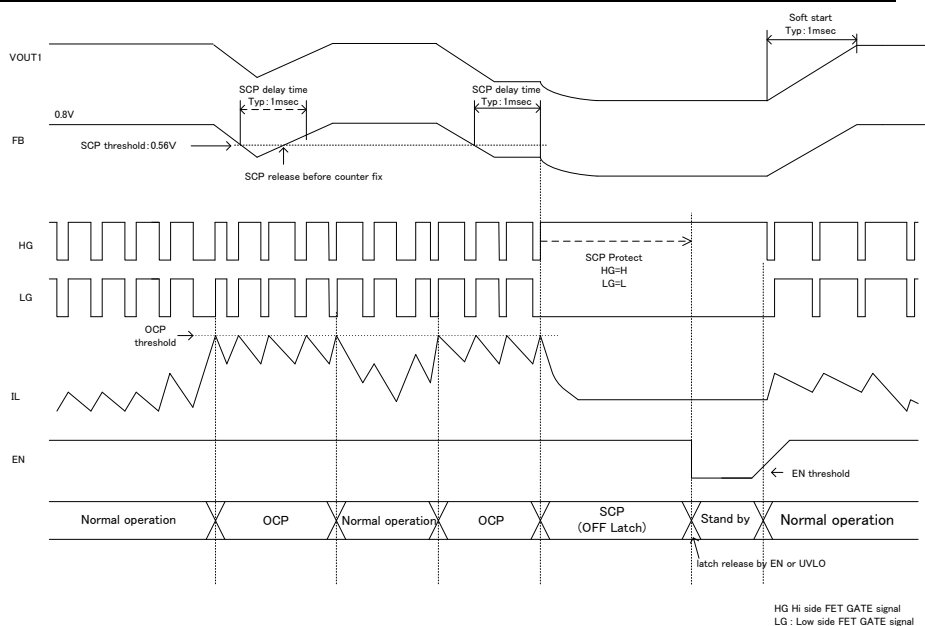 Soft start
Typ:1msec
VOUT1
SCP delay time
Typ:1msec
SCP delay time
Typ:1msec
0.8V
FB
SCP threshold:0.56V
SCP release before counter fix
HG
SCP Protect
HG=H
LG=L
LG
OCP
threshold
IL
EN
EN threshold
Normal operation
OCP
Normal operation
OCP
SCP
(OFF Latch)
Stand by
Normal operation
latch release by EN or UVLO
HG Hi side FET GATE signal
LG : Low side FET GATE signal